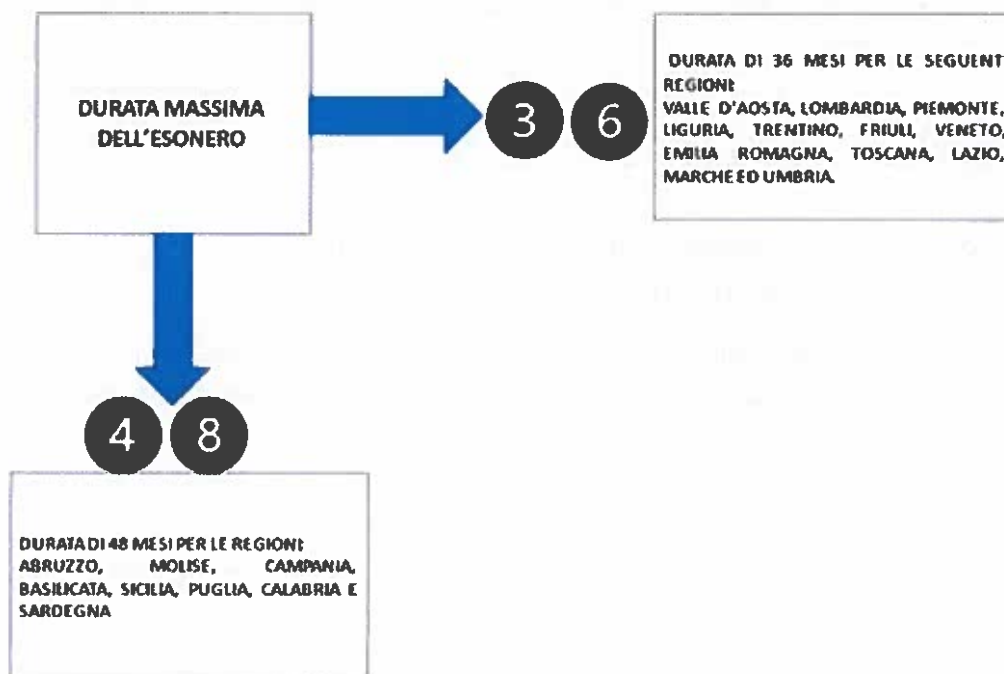 DURATA MASSIMA
DELL'ESONERO
3 6
DURATA DI 36 MESI PER LE SEGUENTI
REGIONI:
VALLE D'AOSTA, LOMBARDIA, PIEMONTE,
LIGURIA, TRENTINO, FRIULI, VENETO,
EMILIA ROMAGNA, TOSCANA, LAZIO,
MARCHE ED UMBRIA.
4 8
DURATA DI 48 MESI PER LE REGIONI:
ABRUZZO, MOLISE, CAMPANIA,
BASILICATA, SICILIA, PUGLIA, CALABRIA E
SARDEGNA